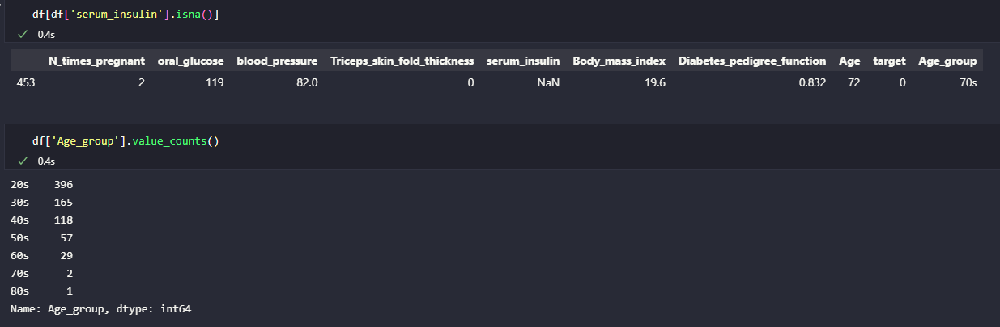 df[df['serum_insulin'].isna()]
0.4s
N_times_pregnant oral_glucose blood_pressure Triceps_skin_fold_thickness serum_insulin Body_mass_index Diabetes_pedigree_function Age target Age_group
453 2 119 82.0 0 NaN 19.6 0.832 72 0 70s
df['Age_group'].value_counts()
0.4s
20s 396
30s 165
40s 118
50s 57
60s 29
70s 2
80s 1
Name: Age_group, dtype: int64